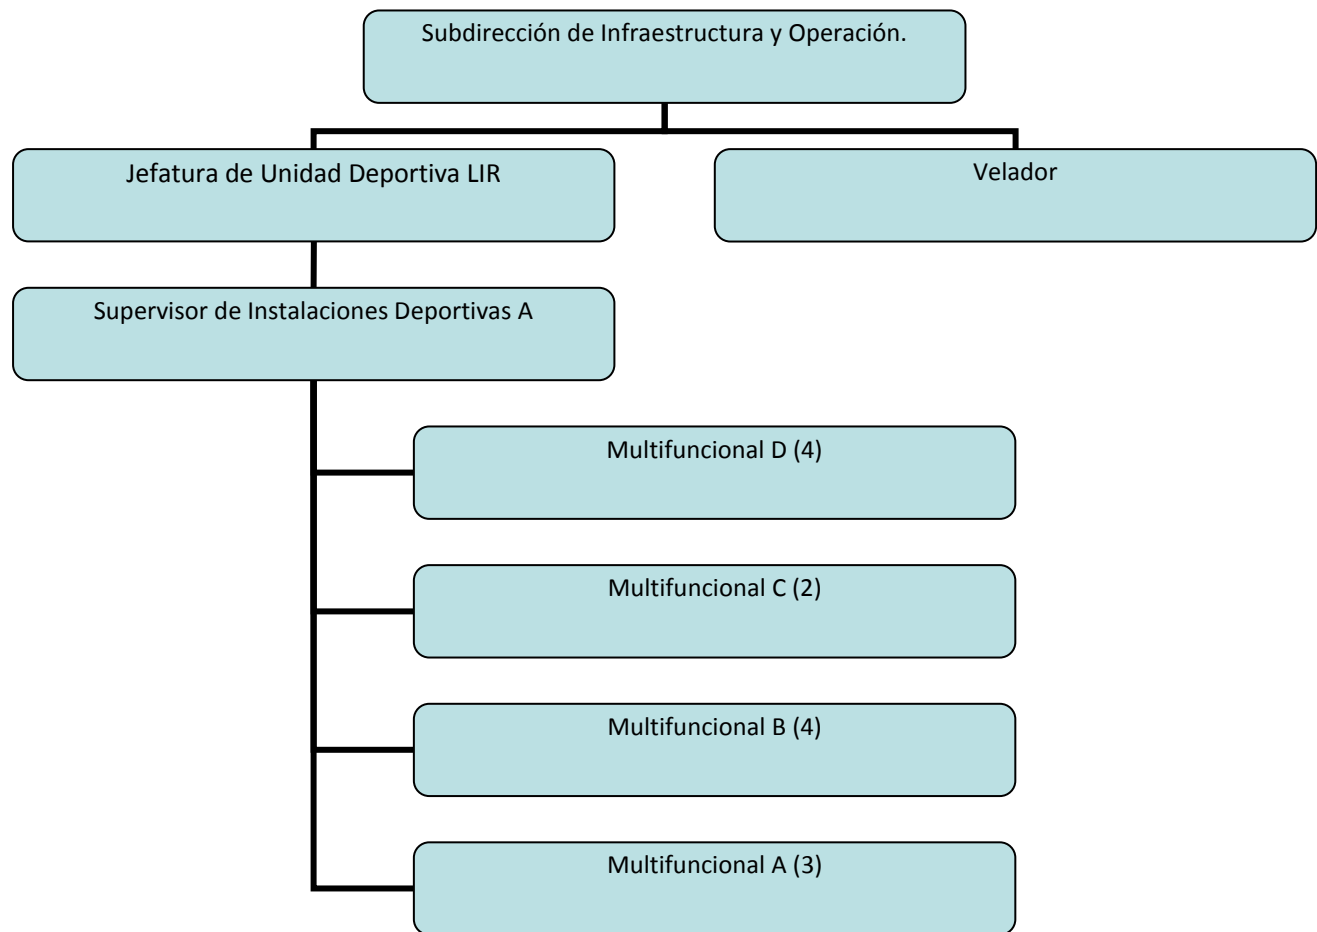 Subdirección de Infraestructura y Operación.
Jefatura de Unidad Deportiva LIR
Velador
Supervisor de Instalaciones Deportivas A
Multifuncional D (4)
Multifuncional C (2)
Multifuncional B (4)
Multifuncional A (3)